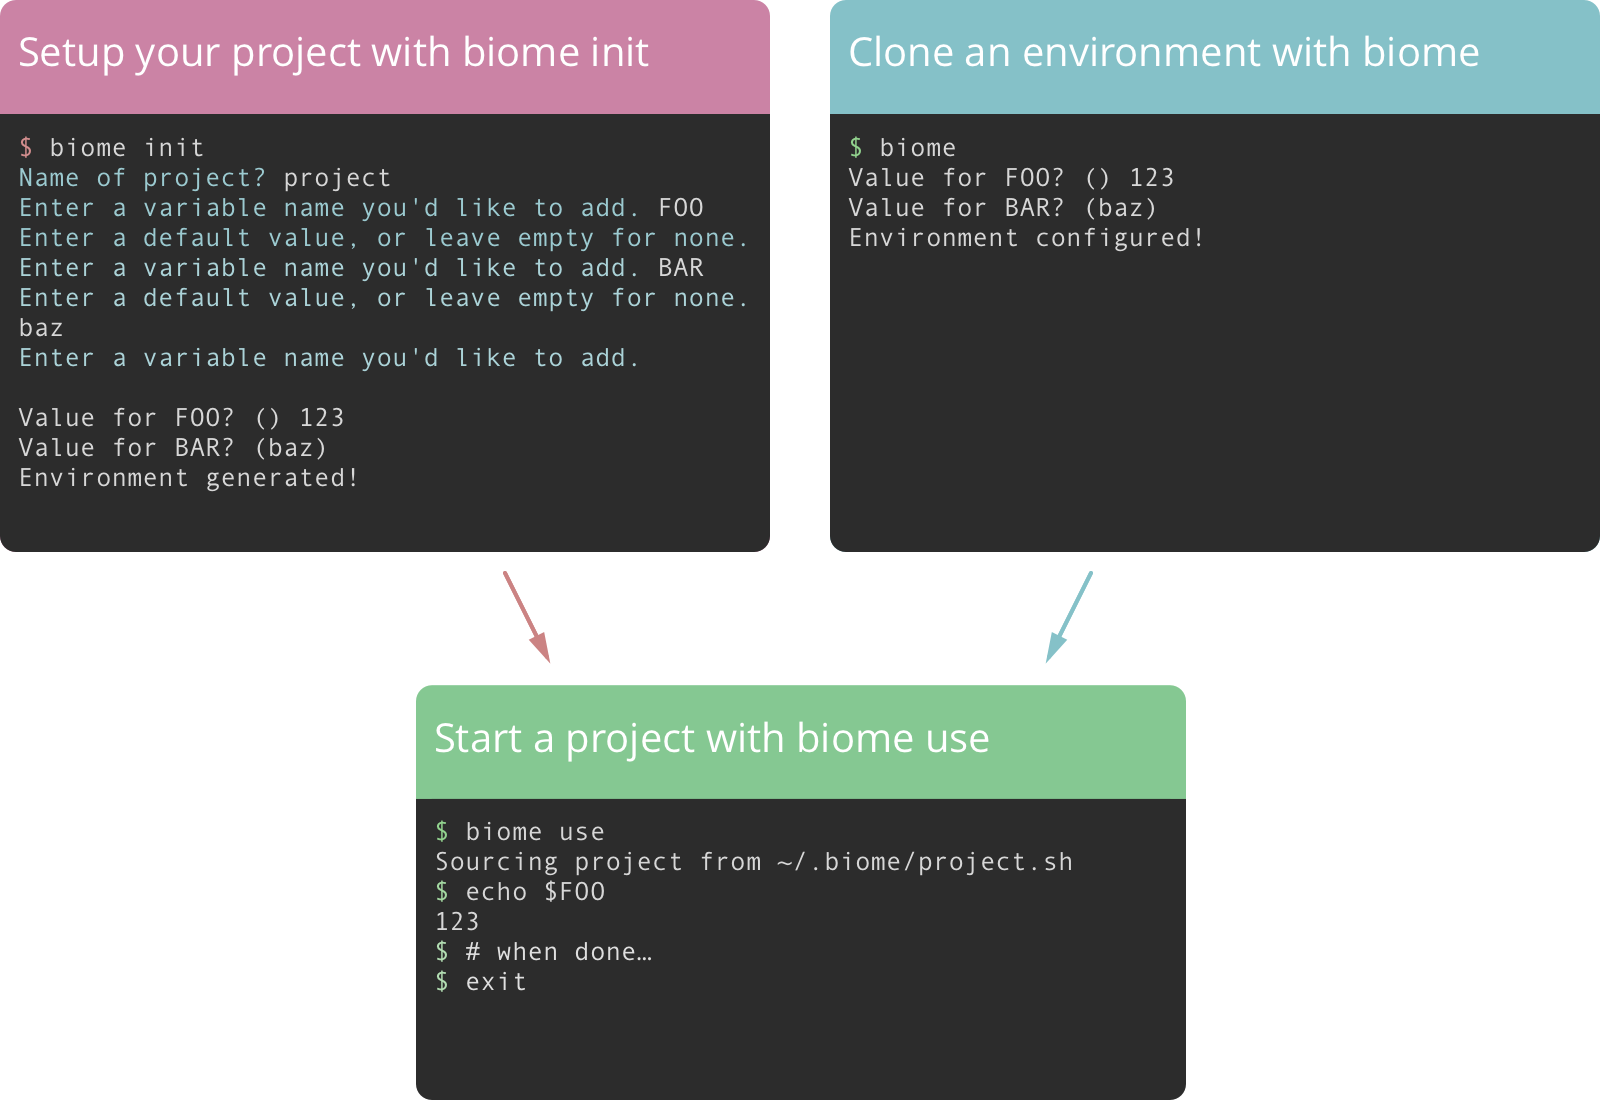 Setup your project with biome init
$ biome init
Name of project? project
Enter a variable name you'd like to add. FOO
Enter a default value, or leave empty for none.
Enter a variable name you'd like to add. BAR
Enter a default value, or leave empty for none.
baz
Enter a variable name you'd like to add.
Value for FOO? () 123
Value for BAR? (baz)
Environment generated!
Clone an environment with biome
$ biome
Value for FOO? () 123
Value for BAR? (baz)
Environment configured!
Start a project with biome use
$ biome use
Sourcing project from ~/.biome/project.sh
$ echo $FOO
123
$ # when done…
$ exit